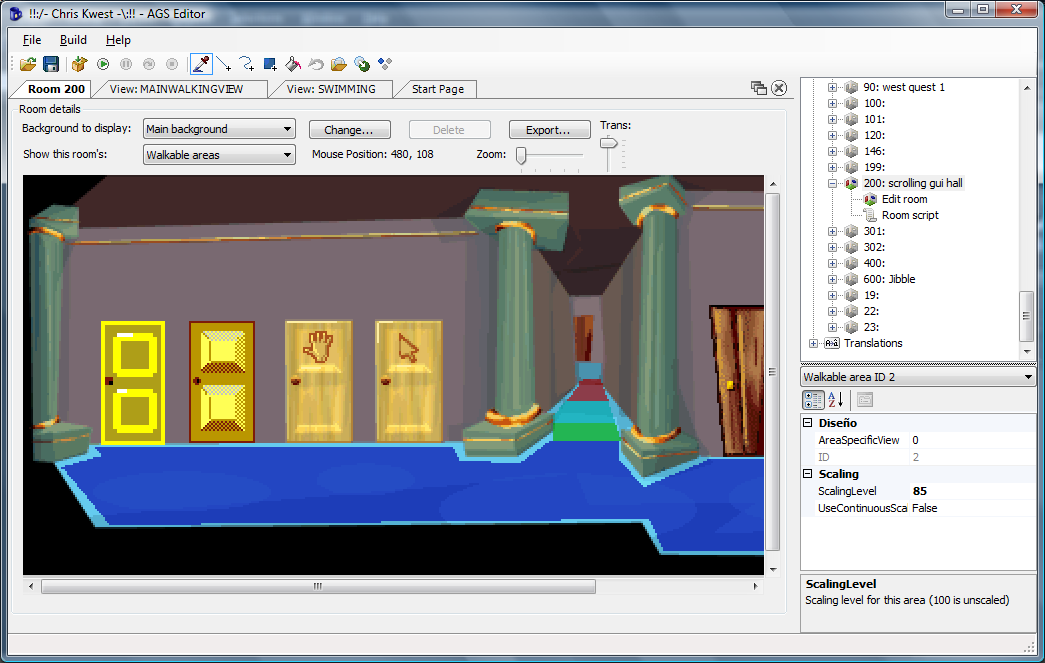 !!:/- Chris Kwest -\:!! - AGS Editor
File Build Help
Room 200 View: MAINWALKINGVIEW View: SWIMMING Start Page
Room details
Background to display: Main background Change... Delete Export... Trans:
Show this room's: Walkable areas Mouse Position: 480, 108 Zoom:
90: west quest 1
100:
101:
120:
146:
199:
200: scrolling gui hall
Edit room
Room script
301:
302:
400:
600: Jibble
19:
22:
23:
Translations
Walkable area ID 2
Diseño
AreaSpecificView 0
ID 2
Scaling
ScalingLevel 85
UseContinuousSca False
ScalingLevel
Scaling level for this area (100 is unscaled)